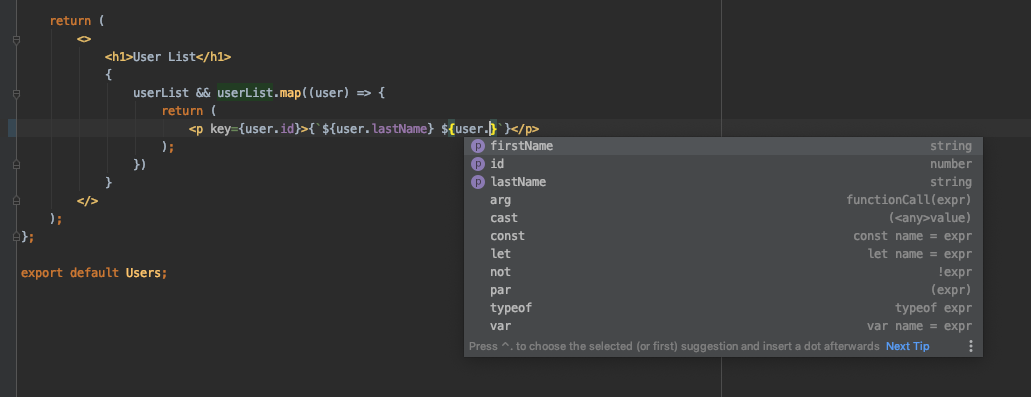 return (
<>
<h1>User List</h1>
{
userList && userList.map((user) => {
return (
<p key={user.id}>{`${user.lastName} ${user.}`}</p>
p firstName string
); p id number
}) p lastName string
} arg functionCall(expr)
</> cast (<any>value)
); const const name = expr
}; let let name = expr
not !expr
export default Users; par (expr)
typeof typeof expr
var var name = expr
Press ^. to choose the selected (or first) suggestion and insert a dot afterwards Next Tip